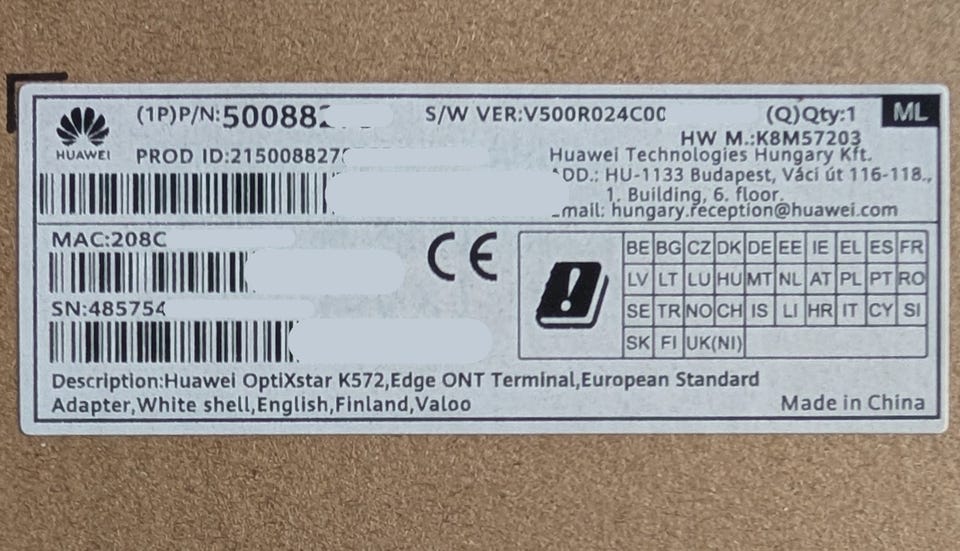 HUAWEI
(1P)P/N:50088
S/W VER:V500R024C00
(Q)Qty:1
ML
PROD ID:2150088270
HW M.:K8M57203
Huawei Technologies Hungary Kft.
DD.: HU-1133 Budapest, Váci út 116-118.,
1. Building, 6. floor.
mail: hungary.reception@huawei.com
MAC:208C
SN:485754
CE
BE BG CZ DK DE EE IE EL ES FR
LV LT LU HU MT NL AT PL PT RO
SE TR NO CH IS LI HR IT CY SI
SK FI UK(NI)
Description:Huawei OptiXstar K572,Edge ONT Terminal,European Standard
Adapter,White shell,English,Finland,Valoo
Made in China